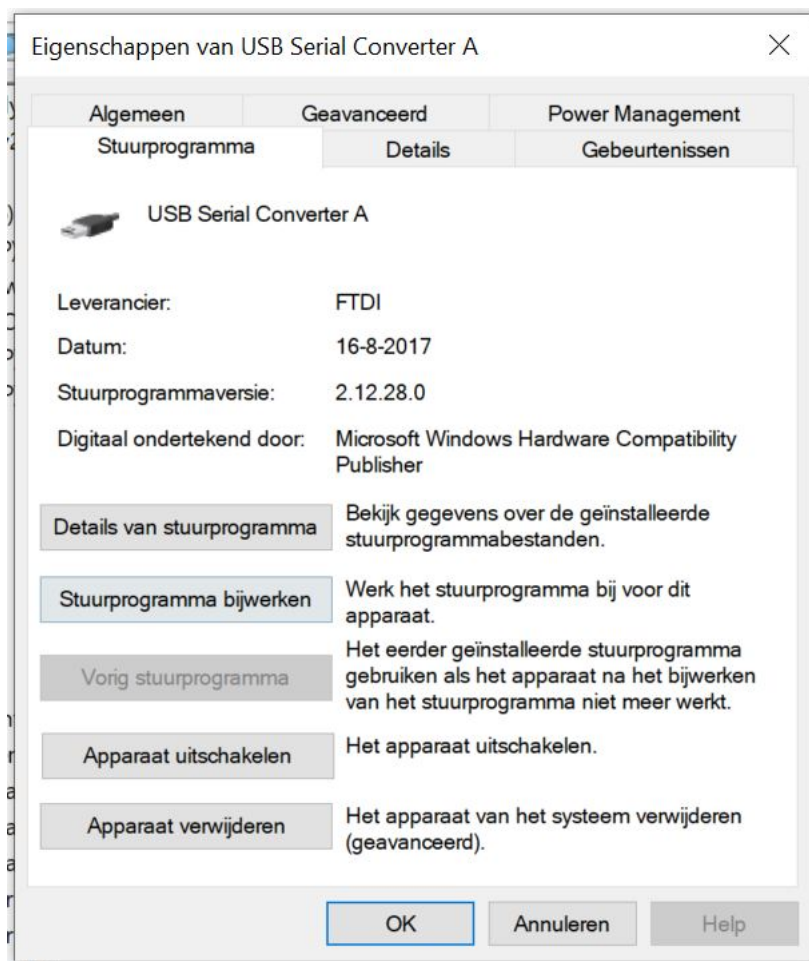 Eigenschappen van USB Serial Converter A
Algemeen
Geavanceerd
Power Management
Stuurprogramma
Details
Gebeurtenissen
USB Serial Converter A
Leverancier:
FTDI
Datum:
16-8-2017
Stuurprogrammaversie:
2.12.28.0
Digitaal ondertekend door:
Microsoft Windows Hardware Compatibility
Publisher
Details van stuurprogramma
Bekijk gegevens over de geïnstalleerde
stuurprogrammabestanden.
Stuurprogramma bijwerken
Werk het stuurprogramma bij voor dit
apparaat.
Vorig stuurprogramma
Het eerder geïnstalleerde stuurprogramma
gebruiken als het apparaat na het bijwerken
van het stuurprogramma niet meer werkt.
Apparaat uitschakelen
Het apparaat uitschakelen.
Apparaat verwijderen
Het apparaat van het systeem verwijderen
(geavanceerd).
OK
Annuleren
Help